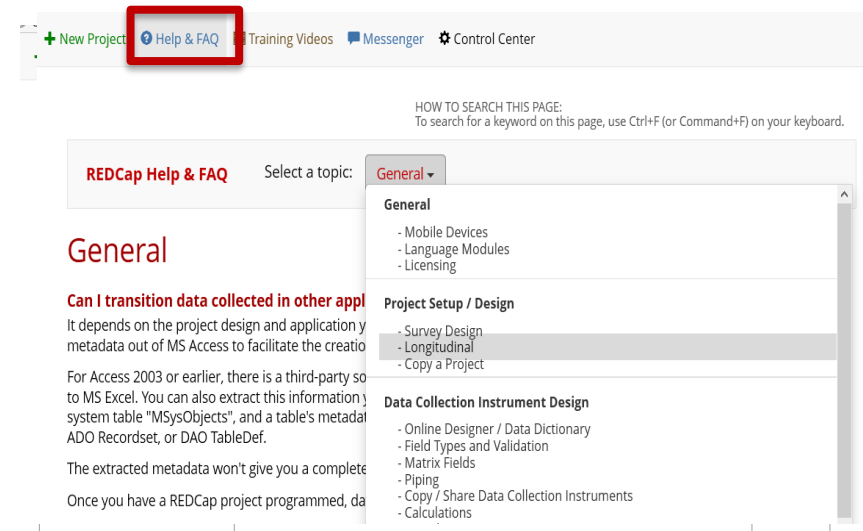 New Project Help & FAQ Training Videos Messenger Control Center
HOW TO SEARCH THIS PAGE:
To search for a keyword on this page, use Ctrl+F (or Command+F) on your keyboard.
REDCap Help & FAQ Select a topic: General
General
- Mobile Devices
- Language Modules
- Licensing
Project Setup / Design
- Survey Design
- Longitudinal
- Copy a Project
Data Collection Instrument Design
- Online Designer / Data Dictionary
- Field Types and Validation
- Matrix Fields
- Piping
- Copy / Share Data Collection Instruments
- Calculations
General
Can I transition data collected in other appl
It depends on the project design and application y
metadata out of MS Access to facilitate the creatio
For Access 2003 or earlier, there is a third-party so
to MS Excel. You can also extract this information y
system table "MSysObjects", and a table's metadat
ADO Recordset, or DAO TableDef.
The extracted metadata won't give you a complete
Once you have a REDCap project programmed, da